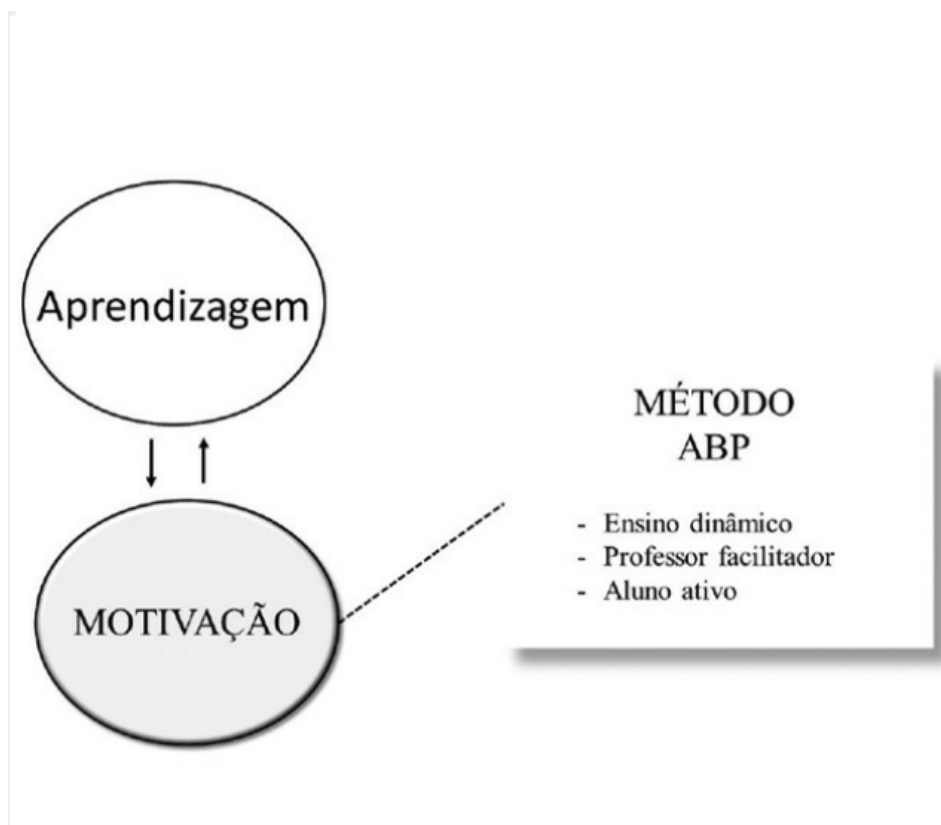 Aprendizagem
MOTIVAÇÃO
MÉTODO
ABP
- Ensino dinâmico
- Professor facilitador
- Aluno ativo